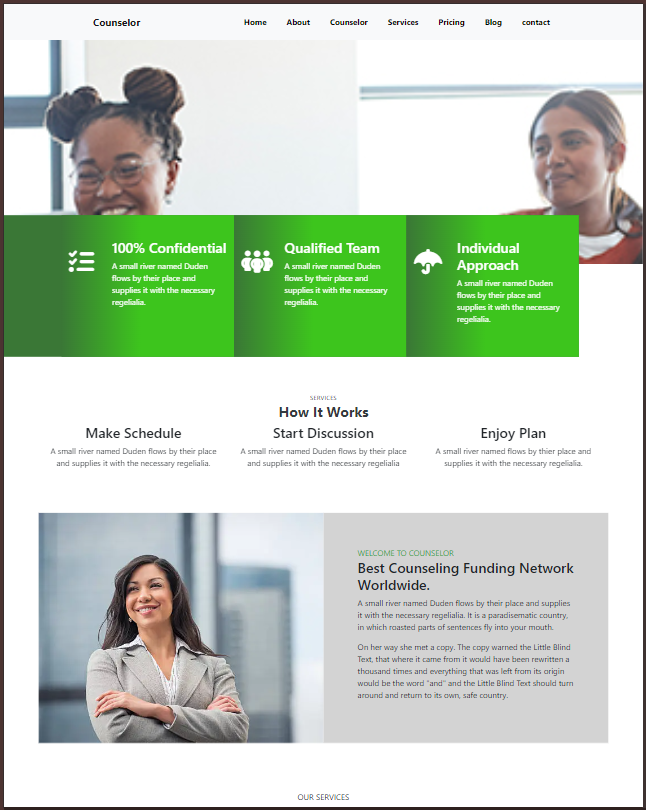 Counselor
Home About Counselor Services Pricing Blog contact
100% Confidential
A small river named Duden
flows by their place and
supplies it with the necessary
regelialia.
Qualified Team
A small river named Duden
flows by their place and
supplies it with the necessary
regelialia.
Individual
Approach
A small river named Duden
flows by their place and
supplies it with the necessary
regelialia.
SERVICES
How It Works
Make Schedule
A small river named Duden flows by their place
and supplies it with the necessary regelialia.
Start Discussion
A small river named Duden flows by their place
and supplies it with the necessary regelialia
Enjoy Plan
A small river named Duden flows by thier place and
supplies it with the necessary regelialia.
WELCOME TO COUNSELOR
Best Counseling Funding Network
Worldwide.
A small river named Duden flows by their place and supplies
it with the necessary regelialia. It is a paradisematic country,
in which roasted parts of sentences fly into your mouth.
On her way she met a copy. The copy warned the Little Blind
Text, that where it came from it would have been rewritten a
thousand times and everything that was left from its origin
would be the word "and" and the Little Blind Text should turn
around and return to its own, safe country.
OUR SERVICES